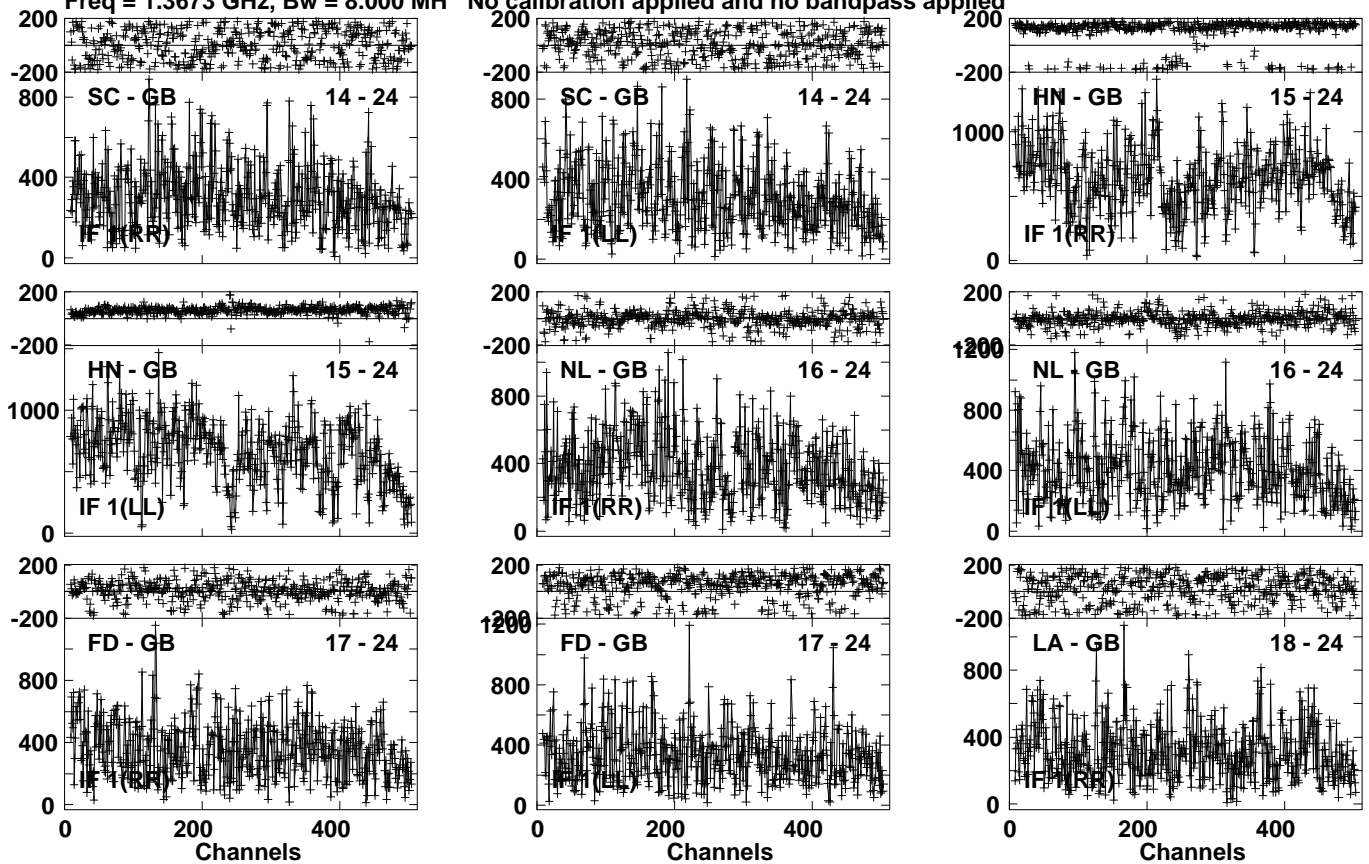 Freq = 1.3673 GHz, Bw = 8.000 MH No calibration applied and no bandpass applied
200
-200
800
400
0
SC - GB 14 - 24
IF 1(RR)
200
-200
800
400
0
SC - GB 14 - 24
IF 1(LL)
200
-200
1000
0
HN - GB 15 - 24
IF 1(RR)
200
-200
1000
0
HN - GB 15 - 24
IF 1(LL)
200
-200
800
400
0
NL - GB 16 - 24
IF 1(RR)
200
-200
1200
800
400
0
NL - GB 16 - 24
IF 1(LL)
200
-200
800
400
0
FD - GB 17 - 24
IF 1(RR)
0 200 400
Channels
200
-200
1200
800
400
0
FD - GB 17 - 24
IF 1(LL)
0 200 400
Channels
200
-200
800
400
0
LA - GB 18 - 24
IF 1(RR)
0 200 400
Channels